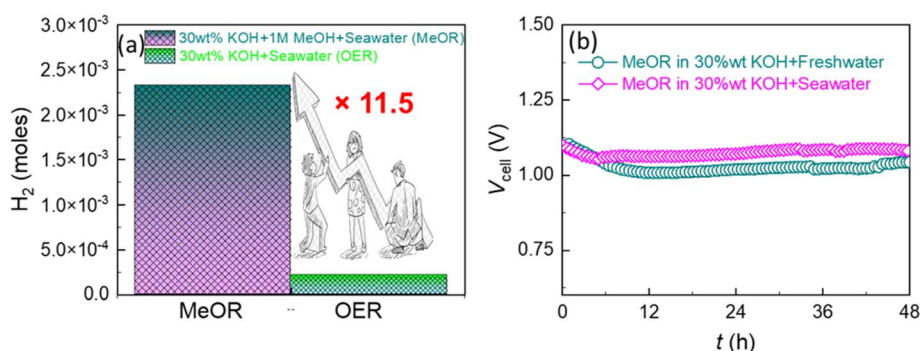 (a)
30wt% KOH+1M MeOH+Seawater (MeOR)
30wt% KOH+Seawater (OER)
× 11.5
H₂ (moles)
3.0×10⁻³
2.5×10⁻³
2.0×10⁻³
1.5×10⁻³
1.0×10⁻³
5.0×10⁻⁴
0.0
MeOR
--
OER
(b)
MeOR in 30%wt KOH+Freshwater
MeOR in 30%wt KOH+Seawater
Vcell (V)
1.50
1.25
1.00
0.75
0 12 24 36 48
t (h)